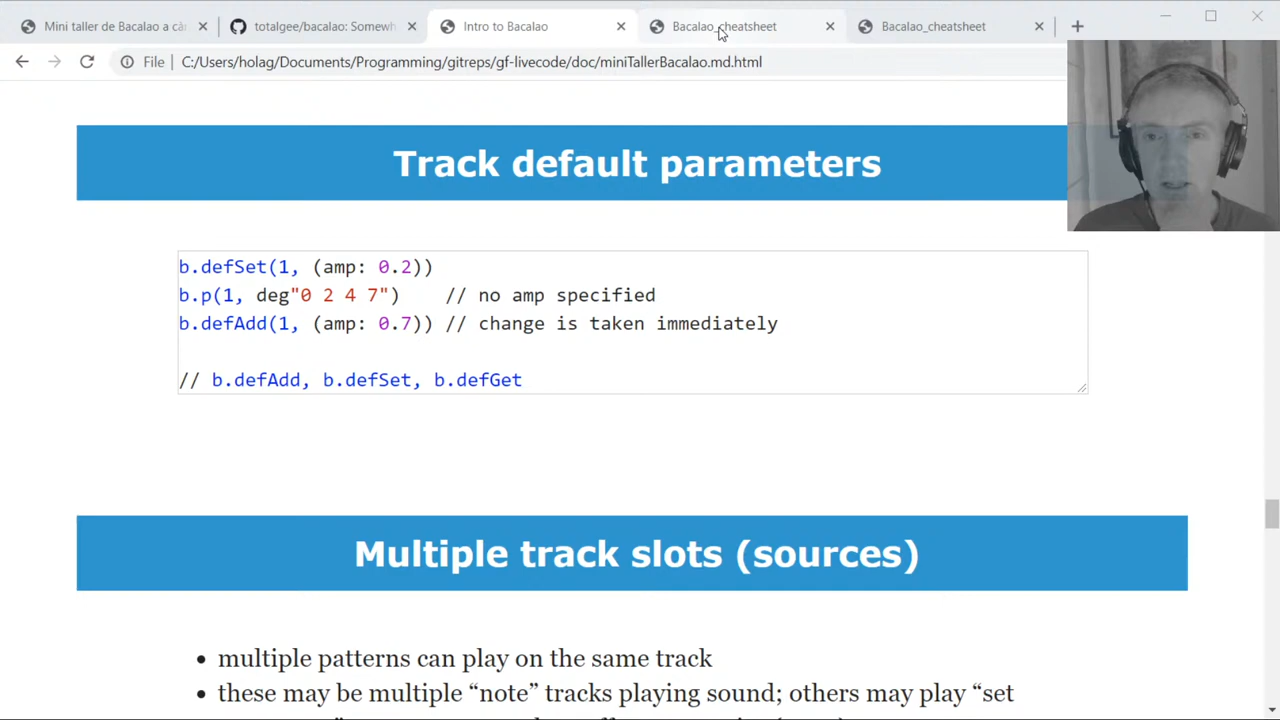 Mini taller de Bacalao a càn
totalgee/bacalao: Somewh
Intro to Bacalao
Bacalao_cheatsheet
Bacalao_cheatsheet
File
C:/Users/holag/Documents/Programming/gitreps/gf-livecode/doc/miniTallerBacalao.md.html
Track default parameters
b.defSet(1, (amp: 0.2))
b.p(1, deg"0 2 4 7")    // no amp specified
b.defAdd(1, (amp: 0.7)) // change is taken immediately
// b.defAdd, b.defSet, b.defGet
Multiple track slots (sources)
• multiple patterns can play on the same track
• these may be multiple “note” tracks playing sound; others may play “set